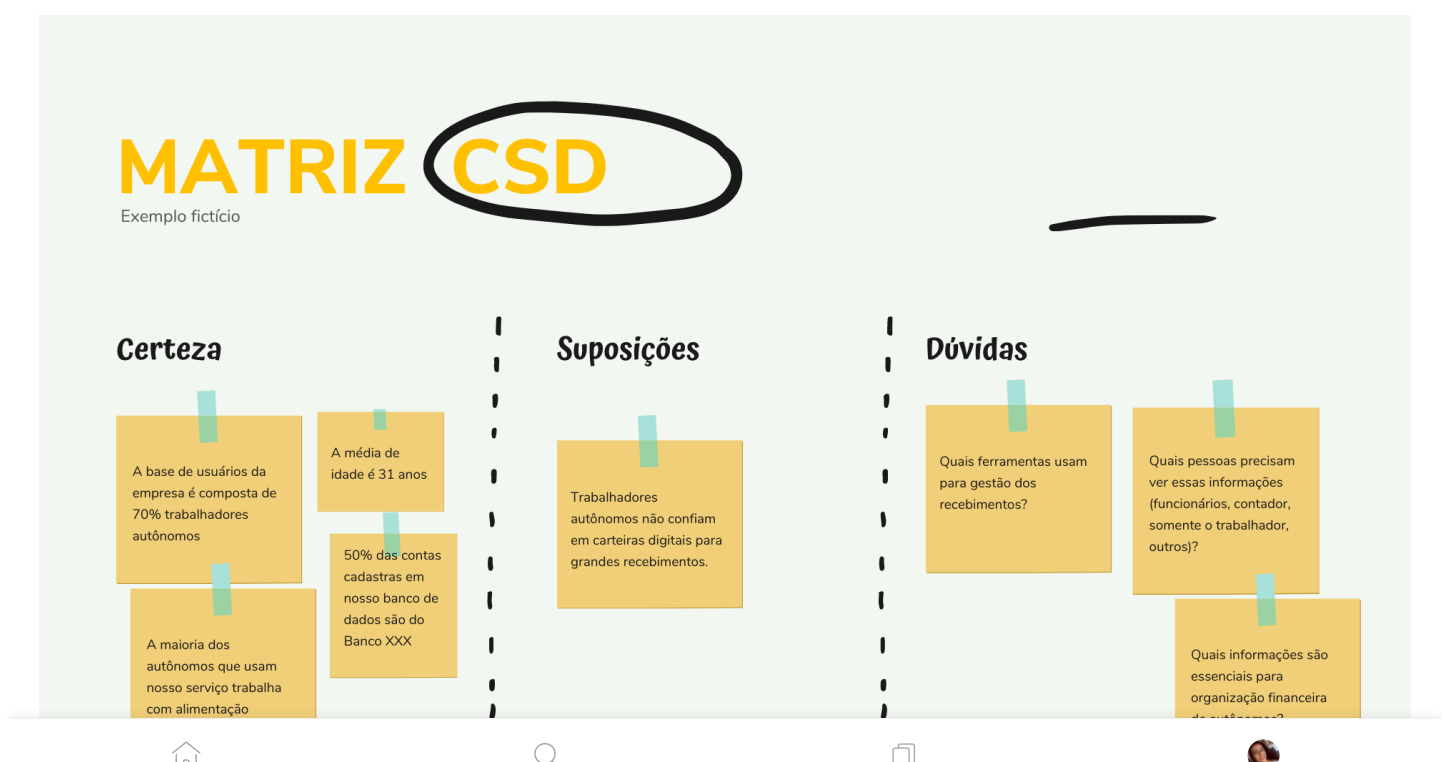 MATRIZ CSD
Exemplo fictício
Certeza
A base de usuários da
empresa é composta de
70% trabalhadores
autônomos
A média de
idade é 31 anos
50% das contas
cadastras em
nosso banco de
dados são do
Banco XXX
A maioria dos
autônomos que usam
nosso serviço trabalha
com alimentação
Suposições
Trabalhadores
autônomos não confiam
em carteiras digitais para
grandes recebimentos.
Dúvidas
Quais ferramentas usam
para gestão dos
recebimentos?
Quais pessoas precisam
ver essas informações
(funcionários, contador,
somente o trabalhador,
outros)?
Quais informações são
essenciais para
organização financeira
de autônomos?